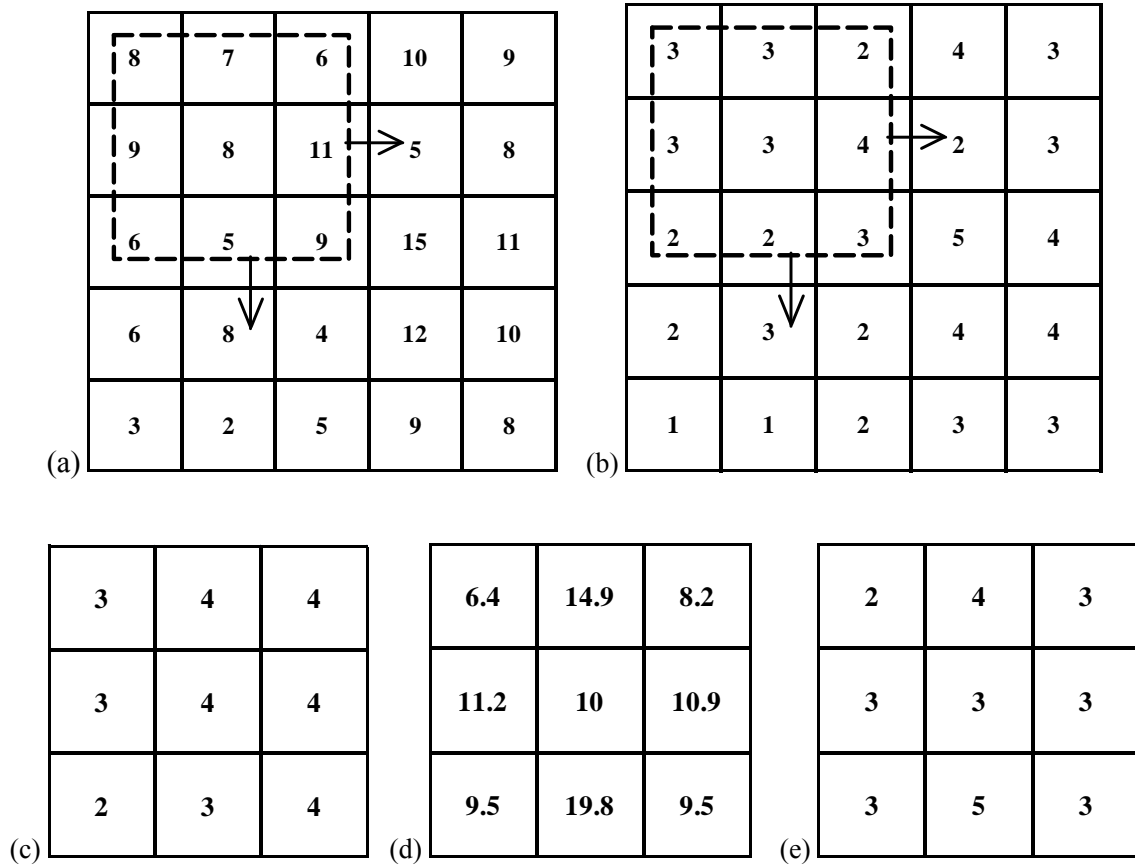 8 7 6 10 9
9 8 11 5 8
6 5 9 15 11
6 8 4 12 10
3 2 5 9 8
(a)
3 3 2 4 3
3 3 4 2 3
2 2 3 5 4
2 3 2 4 4
1 1 2 3 3
(b)
3 4 4
3 4 4
2 3 4
(c)
6.4 14.9 8.2
11.2 10 10.9
9.5 19.8 9.5
(d)
2 4 3
3 3 3
3 5 3
(e)